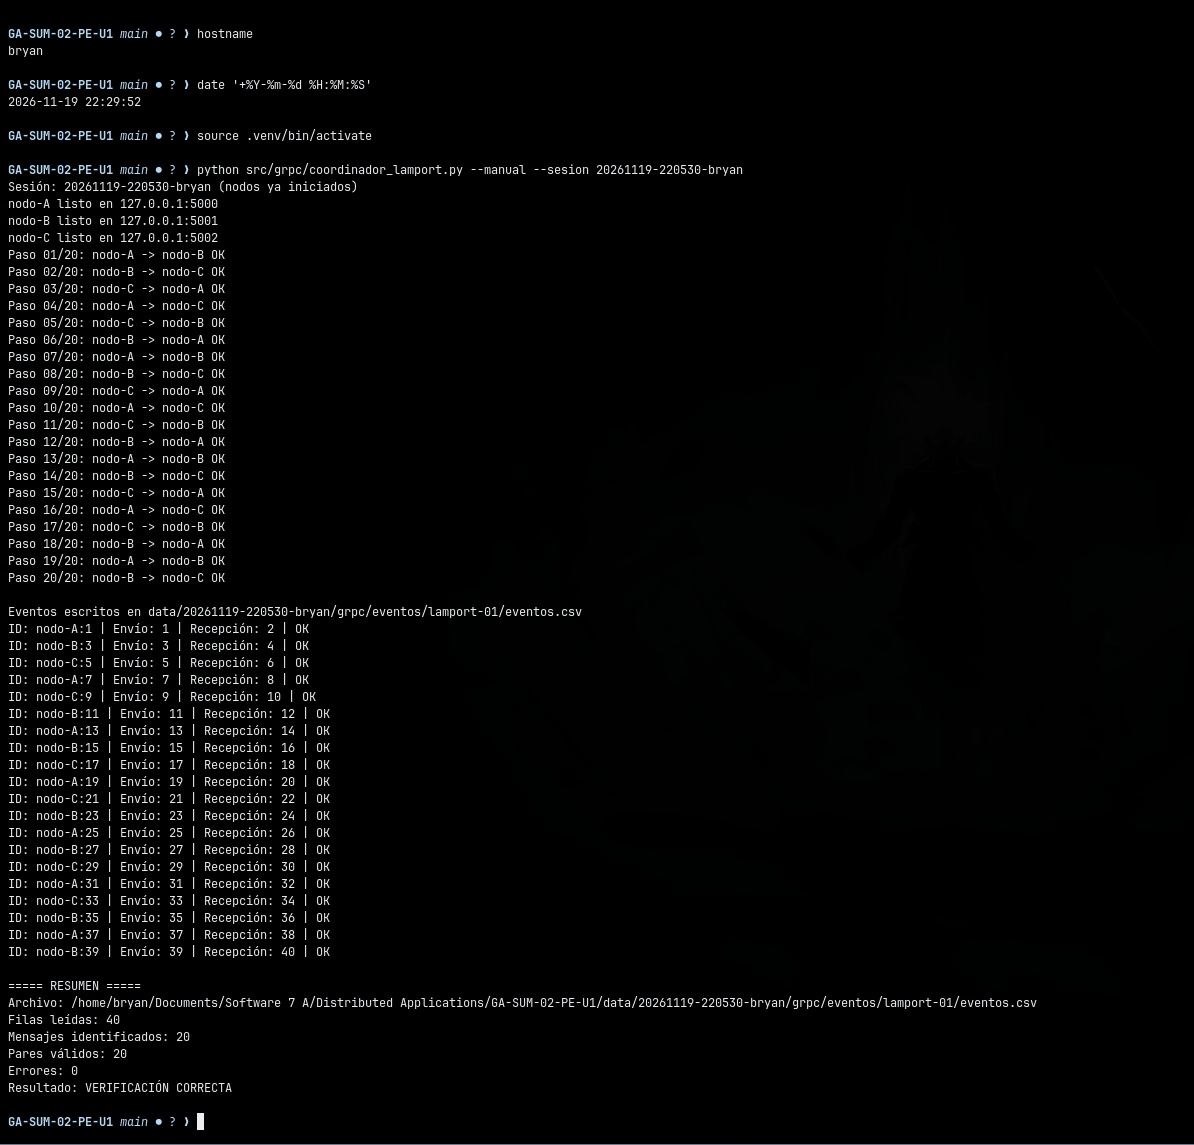 GA-SUM-02-PE-U1 main ● ? ❯ hostname
bryan
GA-SUM-02-PE-U1 main ● ? ❯ date '+%Y-%m-%d %H:%M:%S'
2026-11-19 22:29:52
GA-SUM-02-PE-U1 main ● ? ❯ source .venv/bin/activate
GA-SUM-02-PE-U1 main ● ? ❯ python src/grpc/coordinador_lamport.py --manual --sesion 20261119-220530-bryan
Sesión: 20261119-220530-bryan (nodos ya iniciados)
nodo-A listo en 127.0.0.1:5000
nodo-B listo en 127.0.0.1:5001
nodo-C listo en 127.0.0.1:5002
Paso 01/20: nodo-A -> nodo-B OK
Paso 02/20: nodo-B -> nodo-C OK
Paso 03/20: nodo-C -> nodo-A OK
Paso 04/20: nodo-A -> nodo-C OK
Paso 05/20: nodo-C -> nodo-B OK
Paso 06/20: nodo-B -> nodo-A OK
Paso 07/20: nodo-A -> nodo-B OK
Paso 08/20: nodo-B -> nodo-C OK
Paso 09/20: nodo-C -> nodo-A OK
Paso 10/20: nodo-A -> nodo-C OK
Paso 11/20: nodo-C -> nodo-B OK
Paso 12/20: nodo-B -> nodo-A OK
Paso 13/20: nodo-A -> nodo-B OK
Paso 14/20: nodo-B -> nodo-C OK
Paso 15/20: nodo-C -> nodo-A OK
Paso 16/20: nodo-A -> nodo-C OK
Paso 17/20: nodo-C -> nodo-B OK
Paso 18/20: nodo-B -> nodo-A OK
Paso 19/20: nodo-A -> nodo-B OK
Paso 20/20: nodo-B -> nodo-C OK
Eventos escritos en data/20261119-220530-bryan/grpc/eventos/lamport-01/eventos.csv
ID: nodo-A:1 | Envío: 1 | Recepción: 2 | OK
ID: nodo-B:3 | Envío: 3 | Recepción: 4 | OK
ID: nodo-C:5 | Envío: 5 | Recepción: 6 | OK
ID: nodo-A:7 | Envío: 7 | Recepción: 8 | OK
ID: nodo-C:9 | Envío: 9 | Recepción: 10 | OK
ID: nodo-B:11 | Envío: 11 | Recepción: 12 | OK
ID: nodo-A:13 | Envío: 13 | Recepción: 14 | OK
ID: nodo-B:15 | Envío: 15 | Recepción: 16 | OK
ID: nodo-C:17 | Envío: 17 | Recepción: 18 | OK
ID: nodo-A:19 | Envío: 19 | Recepción: 20 | OK
ID: nodo-C:21 | Envío: 21 | Recepción: 22 | OK
ID: nodo-B:23 | Envío: 23 | Recepción: 24 | OK
ID: nodo-A:25 | Envío: 25 | Recepción: 26 | OK
ID: nodo-B:27 | Envío: 27 | Recepción: 28 | OK
ID: nodo-C:29 | Envío: 29 | Recepción: 30 | OK
ID: nodo-A:31 | Envío: 31 | Recepción: 32 | OK
ID: nodo-C:33 | Envío: 33 | Recepción: 34 | OK
ID: nodo-B:35 | Envío: 35 | Recepción: 36 | OK
ID: nodo-A:37 | Envío: 37 | Recepción: 38 | OK
ID: nodo-B:39 | Envío: 39 | Recepción: 40 | OK
===== RESUMEN =====
Archivo: /home/bryan/Documents/Software 7 A/Distributed Applications/GA-SUM-02-PE-U1/data/20261119-220530-bryan/grpc/eventos/lamport-01/eventos.csv
Filas leídas: 40
Mensajes identificados: 20
Pares válidos: 20
Errores: 0
Resultado: VERIFICACIÓN CORRECTA
GA-SUM-02-PE-U1 main ● ? ❯